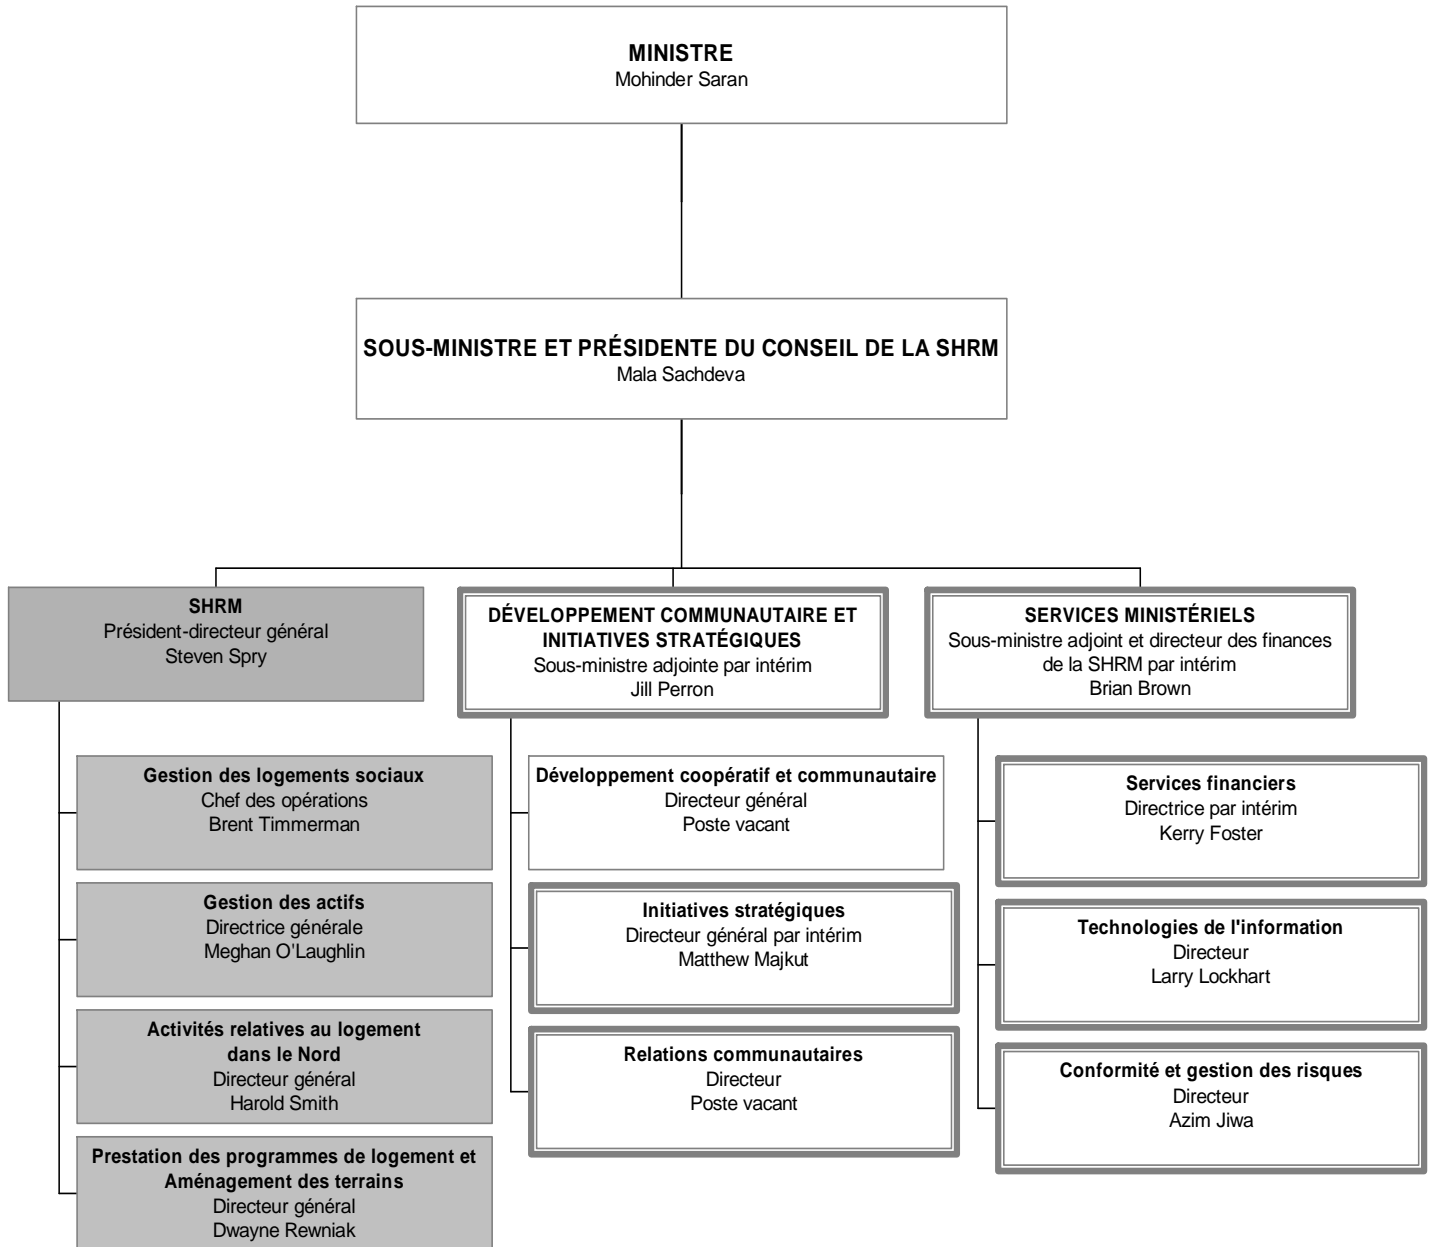 MINISTRE
Mohinder Saran
SOUS-MINISTRE ET PRÉSIDENTE DU CONSEIL DE LA SHRM
Mala Sachdeva
SHRM
Président-directeur général
Steven Spry
Gestion des logements sociaux
Chef des opérations
Brent Timmerman
Gestion des actifs
Directrice générale
Meghan O'Laughlin
Activités relatives au logement
dans le Nord
Directeur général
Harold Smith
Prestation des programmes de logement et
Aménagement des terrains
Directeur général
Dwayne Rewniak
DÉVELOPPEMENT COMMUNAUTAIRE ET
INITIATIVES STRATÉGIQUES
Sous-ministre adjointe par intérim
Jill Perron
Développement coopératif et communautaire
Directeur général
Poste vacant
Initiatives stratégiques
Directeur général par intérim
Matthew Majkut
Relations communautaires
Directeur
Poste vacant
SERVICES MINISTÉRIELS
Sous-ministre adjoint et directeur des finances
de la SHRM par intérim
Brian Brown
Services financiers
Directrice par intérim
Kerry Foster
Technologies de l'information
Directeur
Larry Lockhart
Conformité et gestion des risques
Directeur
Azim Jiwa